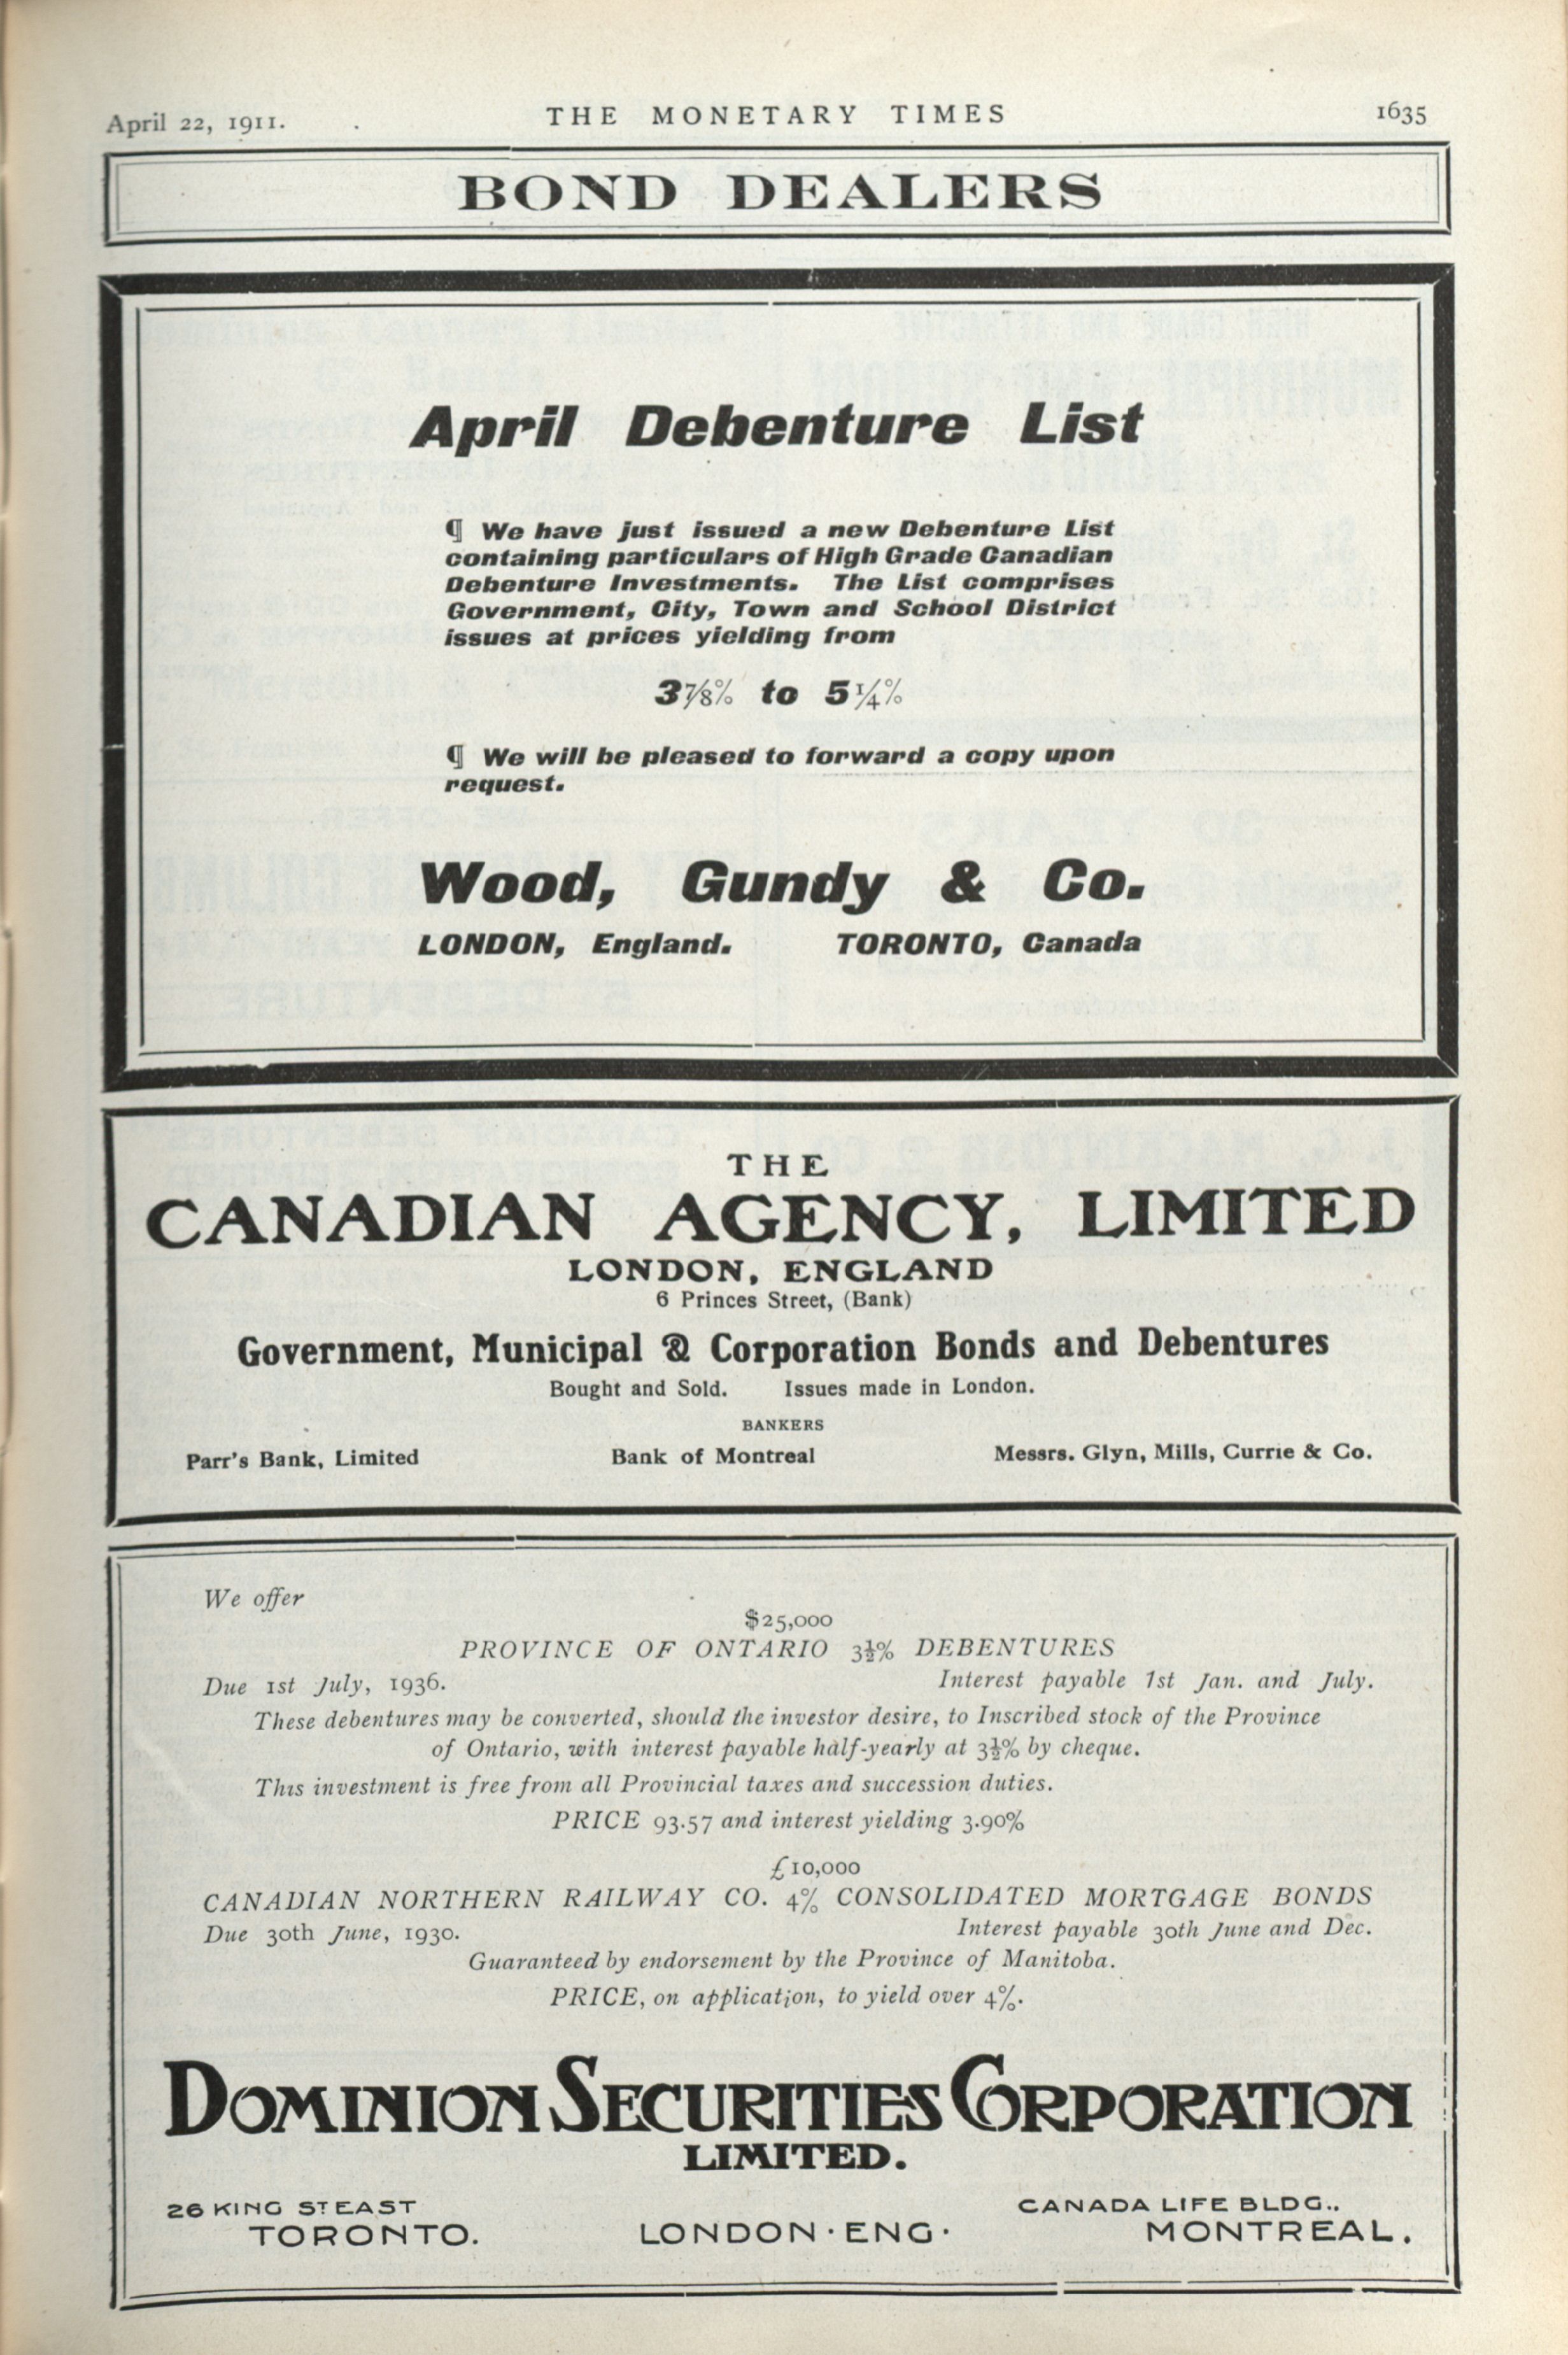 April 22, 1911.
THE MONETARY TIMES
1635
BOND DEALERS
April Debenture List
¶ We have just issued a new Debenture List
containing particulars of High Grade Canadian
Debenture Investments. The List comprises
Government, City, Town and School District
issues at prices yielding from
3⅞% to 5¼%
¶ We will be pleased to forward a copy upon
request.
Wood, Gundy & Co.
LONDON, England. TORONTO, Canada
THE
CANADIAN AGENCY, LIMITED
LONDON, ENGLAND
6 Princes Street, (Bank)
Government, Municipal & Corporation Bonds and Debentures
Bought and Sold. Issues made in London.
BANKERS
Parr's Bank, Limited Bank of Montreal Messrs. Glyn, Mills, Currie & Co.
We offer
$25,000
PROVINCE OF ONTARIO 3½% DEBENTURES
Due 1st July, 1936. Interest payable 1st Jan. and July.
These debentures may be converted, should the investor desire, to Inscribed stock of the Province
of Ontario, with interest payable half-yearly at 3½% by cheque.
This investment is free from all Provincial taxes and succession duties.
PRICE 93.57 and interest yielding 3.90%
£10,000
CANADIAN NORTHERN RAILWAY CO. 4% CONSOLIDATED MORTGAGE BONDS
Due 30th June, 1930. Interest payable 30th June and Dec.
Guaranteed by endorsement by the Province of Manitoba.
PRICE, on application, to yield over 4%.
DOMINION SECURITIES CORPORATION
LIMITED.
26 KING ST EAST
TORONTO.
LONDON·ENG·
CANADA LIFE BLDG..
MONTREAL.